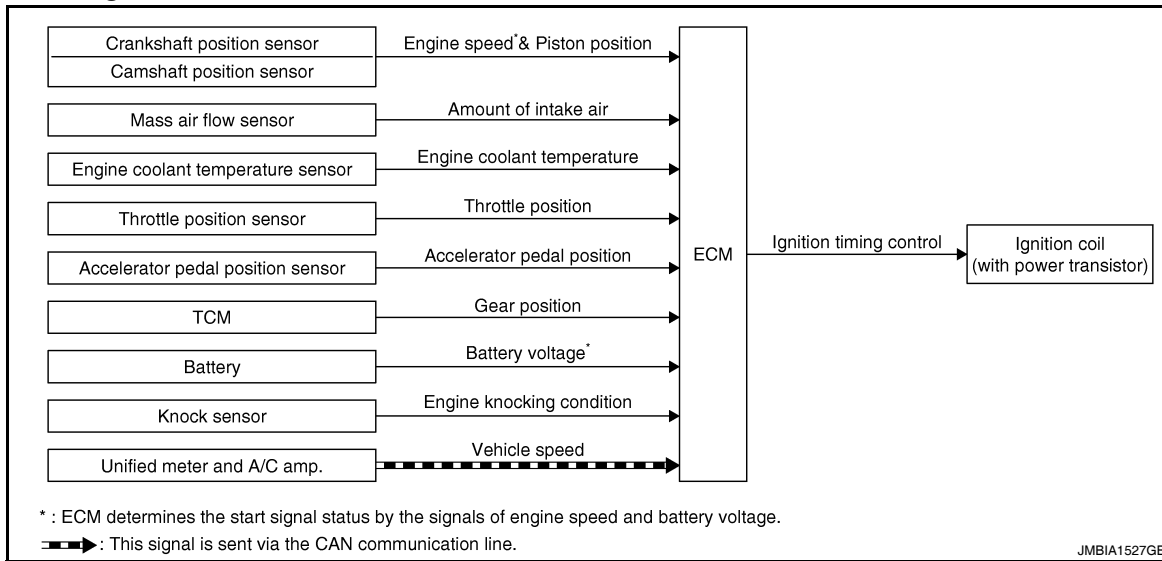 Crankshaft position sensor
Camshaft position sensor
Engine speed*& Piston position
Mass air flow sensor
Amount of intake air
Engine coolant temperature sensor
Engine coolant temperature
Throttle position sensor
Throttle position
Accelerator pedal position sensor
Accelerator pedal position
TCM
Gear position
Battery
Battery voltage*
Knock sensor
Engine knocking condition
Unified meter and A/C amp.
Vehicle speed
ECM
Ignition timing control
Ignition coil
(with power transistor)
* : ECM determines the start signal status by the signals of engine speed and battery voltage.
: This signal is sent via the CAN communication line.
JMBIA1527GE